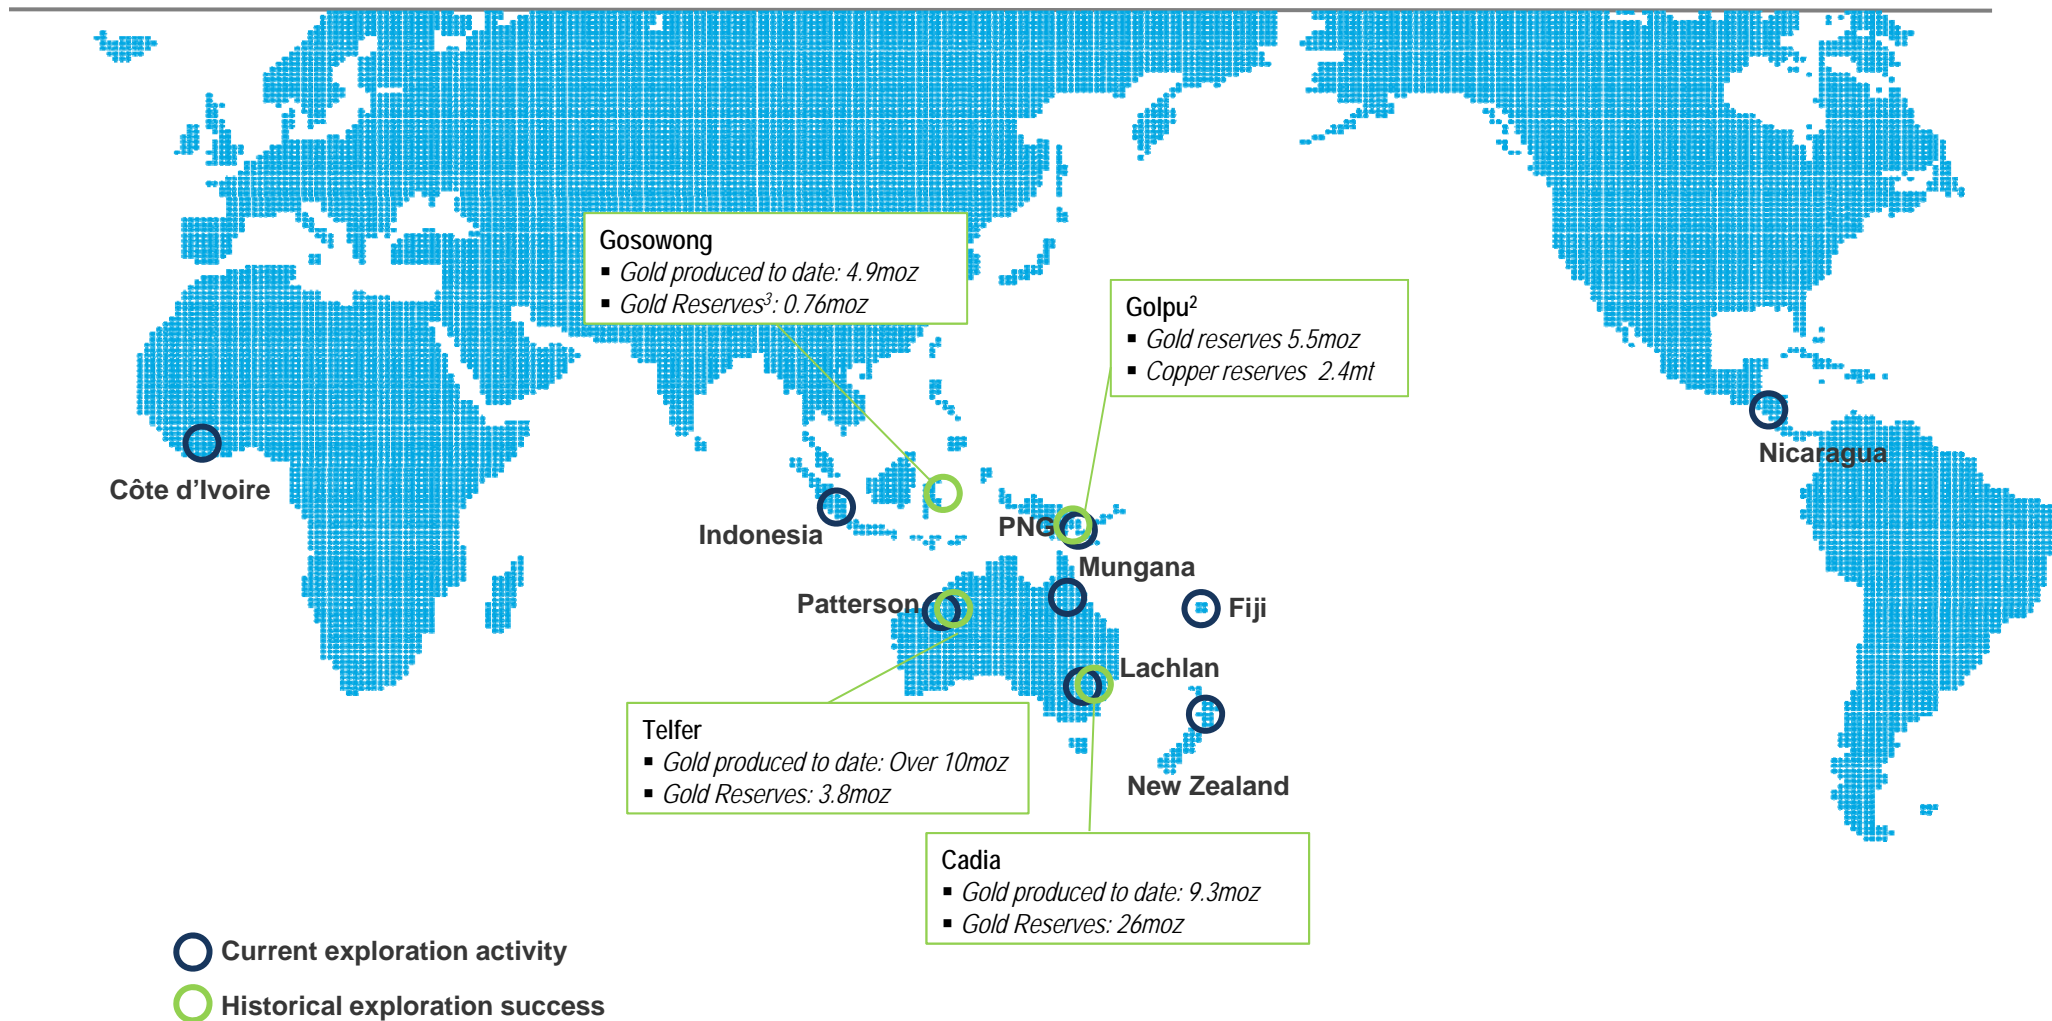 Gosowong
▪ Gold produced to date: 4.9moz
▪ Gold Reserves³: 0.76moz
Golpu²
▪ Gold reserves 5.5moz
▪ Copper reserves 2.4mt
Côte d’Ivoire
Nicaragua
Indonesia
PNG
Mungana
Patterson
Fiji
Lachlan
New Zealand
Telfer
▪ Gold produced to date: Over 10moz
▪ Gold Reserves: 3.8moz
Cadia
▪ Gold produced to date: 9.3moz
▪ Gold Reserves: 26moz
Current exploration activity
Historical exploration success